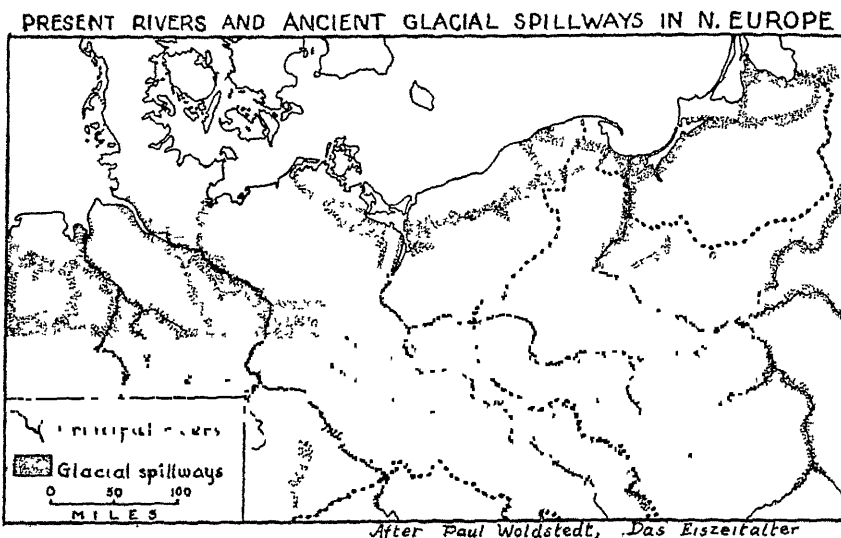 PRESENT RIVERS AND ANCIENT GLACIAL SPILLWAYS IN N. EUROPE
Glacial spillways
0 50 100
MILES
After Paul Woldstedt, Das Eiszeitalter